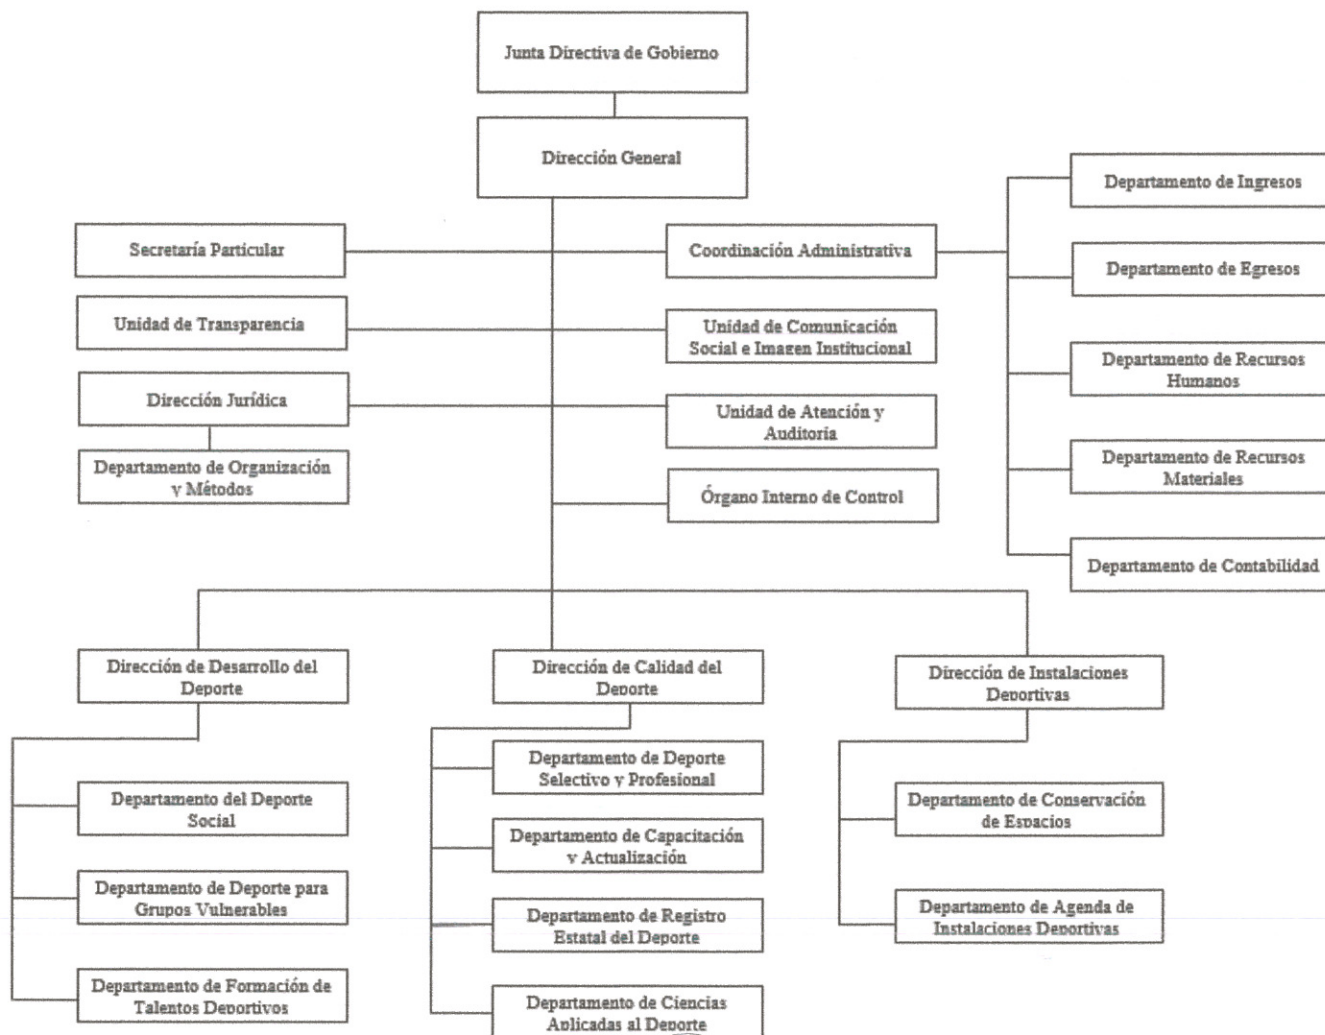 Junta Directiva de Gobierno
Dirección General
Departamento de Ingresos
Secretaría Particular
Coordinación Administrativa
Departamento de Egresos
Unidad de Transparencia
Unidad de Comunicación
Social e Imagen Institucional
Departamento de Recursos
Humanos
Dirección Jurídica
Unidad de Atención y
Auditoria
Departamento de Organización
y Métodos
Departamento de Recursos
Materiales
Órgano Interno de Control
Departamento de Contabilidad
Dirección de Desarrollo del
Deporte
Dirección de Calidad del
Deporte
Dirección de Instalaciones
Deportivas
Departamento de Deporte
Selectivo y Profesional
Departamento del Deporte
Social
Departamento de Conservación
de Espacios
Departamento de Capacitación
y Actualización
Departamento de Deporte para
Grupos Vulnerables
Departamento de Registro
Estatal del Deporte
Departamento de Agenda de
Instalaciones Deportivas
Departamento de Formación de
Talentos Deportivos
Departamento de Ciencias
Aplicadas al Deporte